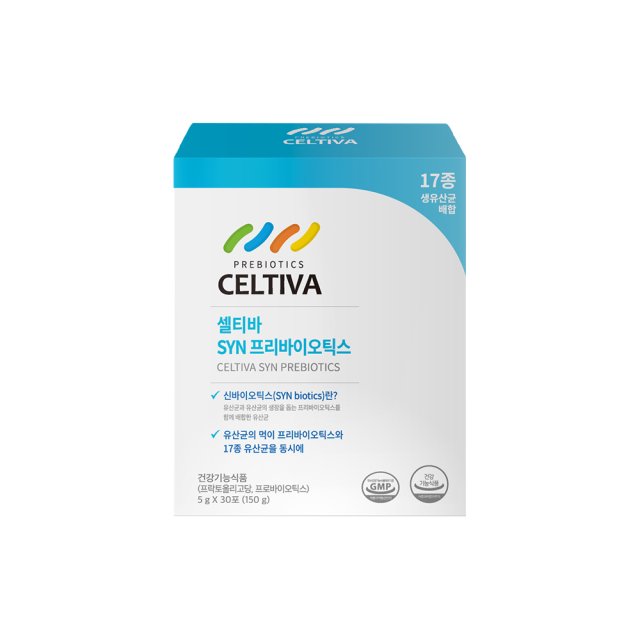 PREBIOTICS
CELTIVA
17종
생유산균
배합
PREBIOTICS
CELTIVA
셀티바
SYN 프리바이오틱스
CELTIVA SYN PREBIOTICS
신바이오틱스(SYN biotics)란?
유산균과 유산균의 생장을 돕는 프리바이오틱스를
함께 배합한 유산균
유산균의 먹이 프리바이오틱스와
17종 유산균을 동시에
건강기능식품
(프락토올리고당, 프로바이오틱스)
5 g X 30포 (150 g)
GMP
건강
기능식품